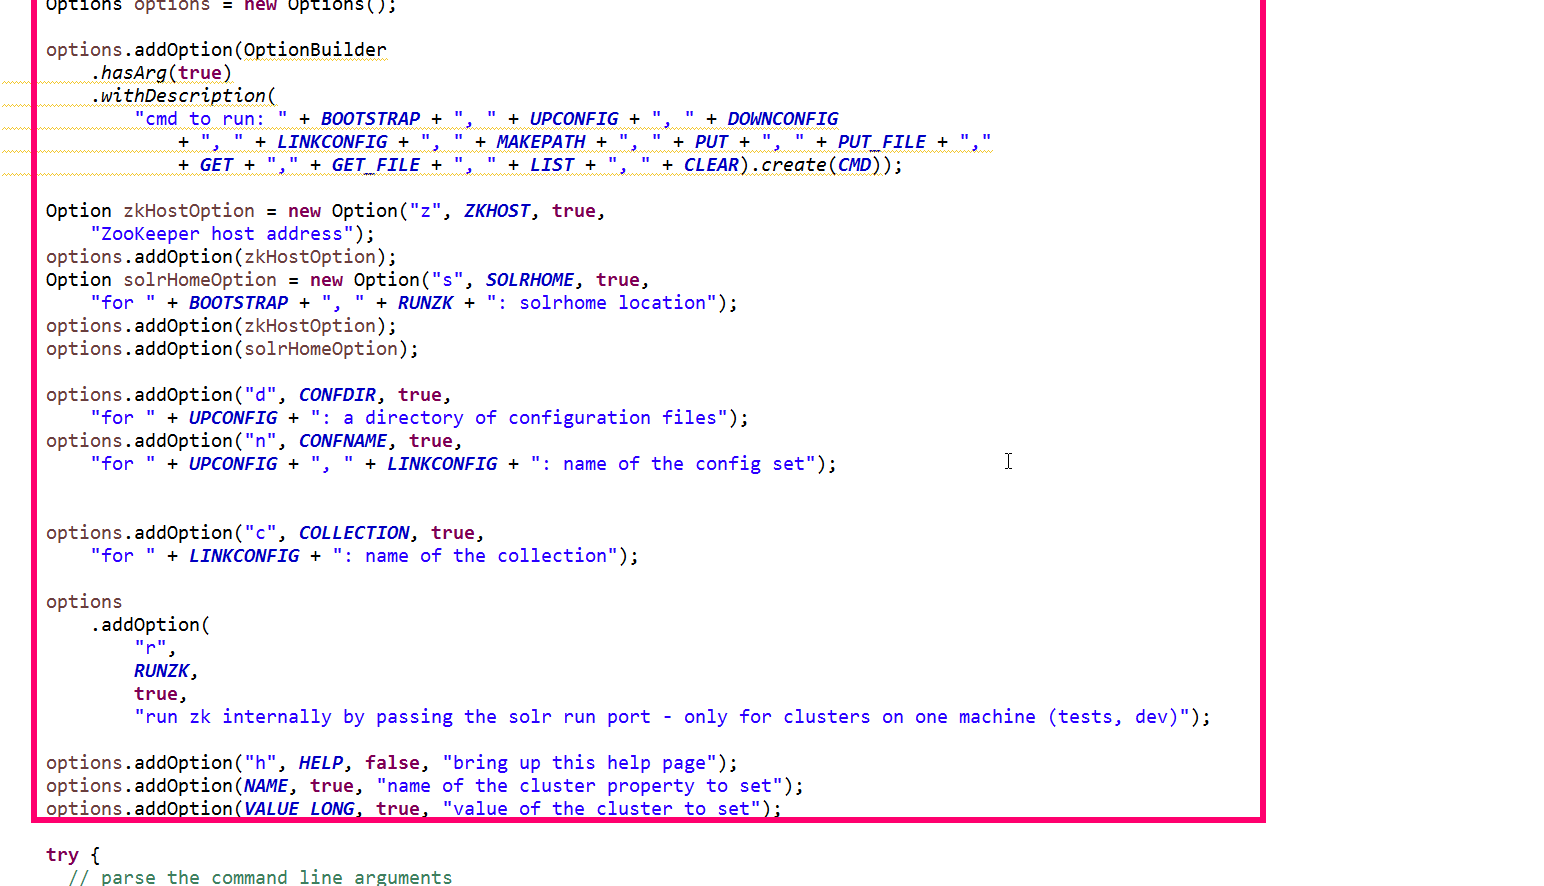 Options options = new Options();
options.addOption(OptionBuilder
.hasArg(true)
.withDescription(
"cmd to run: " + BOOTSTRAP + ", " + UPCONFIG + ", " + DOWNCONFIG
+ ", " + LINKCONFIG + ", " + MAKEPATH + ", " + PUT + ", " + PUT_FILE + ","
+ GET + "," + GET_FILE + ", " + LIST + ", " + CLEAR).create(CMD));
Option zkHostOption = new Option("z", ZKHOST, true,
"ZooKeeper host address");
options.addOption(zkHostOption);
Option solrHomeOption = new Option("s", SOLRHOME, true,
"for " + BOOTSTRAP + ", " + RUNZK + ": solrhome location");
options.addOption(zkHostOption);
options.addOption(solrHomeOption);
options.addOption("d", CONFDIR, true,
"for " + UPCONFIG + ": a directory of configuration files");
options.addOption("n", CONFNAME, true,
"for " + UPCONFIG + ", " + LINKCONFIG + ": name of the config set");
options.addOption("c", COLLECTION, true,
"for " + LINKCONFIG + ": name of the collection");
options
.addOption(
"r",
RUNZK,
true,
"run zk internally by passing the solr run port - only for clusters on one machine (tests, dev)");
options.addOption("h", HELP, false, "bring up this help page");
options.addOption(NAME, true, "name of the cluster property to set");
options.addOption(VALUE_LONG, true, "value of the cluster to set");
try {
// parse the command line arguments